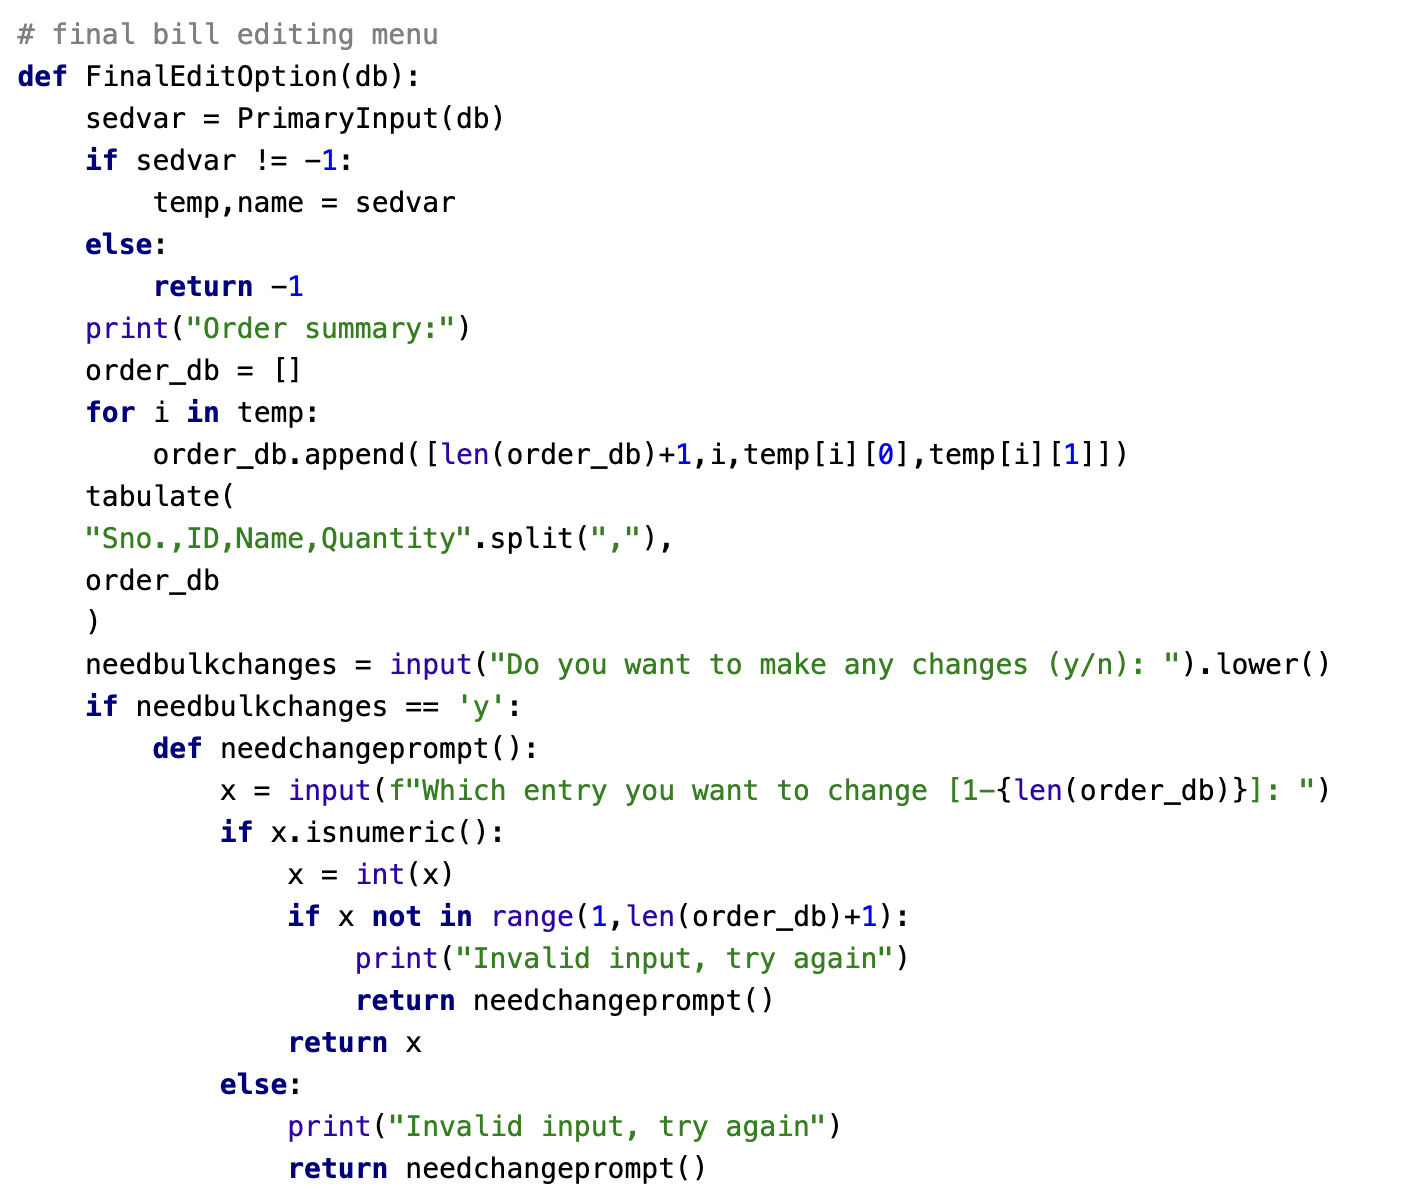 # final bill editing menu
def FinalEditOption(db):
    sedvar = PrimaryInput(db)
    if sedvar != -1:
        temp,name = sedvar
    else:
        return -1
    print("Order summary:")
    order_db = []
    for i in temp:
        order_db.append([len(order_db)+1,i,temp[i][0],temp[i][1]])
    tabulate(
    "Sno.,ID,Name,Quantity".split(","),
    order_db
    )
    needbulkchanges = input("Do you want to make any changes (y/n): ").lower()
    if needbulkchanges == 'y':
        def needchangeprompt():
            x = input(f"Which entry you want to change [1-{len(order_db)}]: ")
            if x.isnumeric():
                x = int(x)
                if x not in range(1,len(order_db)+1):
                    print("Invalid input, try again")
                    return needchangeprompt()
                return x
            else:
                print("Invalid input, try again")
                return needchangeprompt()